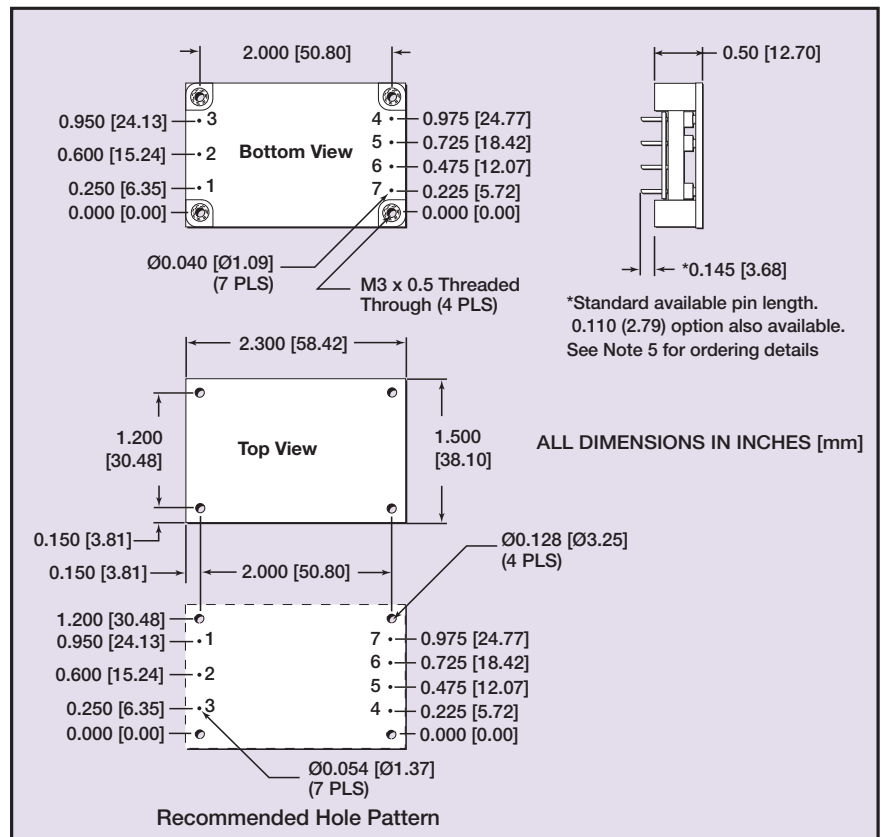 2.000 [50.80]
0.50 [12.70]
0.950 [24.13]
3
4
0.975 [24.77]
0.600 [15.24]
2
Bottom View
5
0.725 [18.42]
6
0.475 [12.07]
0.250 [6.35]
1
7
0.225 [5.72]
0.000 [0.00]
0.000 [0.00]
Ø0.040 [Ø1.09]
(7 PLS)
M3 x 0.5 Threaded
Through (4 PLS)
*0.145 [3.68]
*Standard available pin length.
0.110 (2.79) option also available.
See Note 5 for ordering details
2.300 [58.42]
1.200
[30.48]
Top View
1.500
[38.10]
ALL DIMENSIONS IN INCHES [mm]
0.150 [3.81]
0.150 [3.81]
2.000 [50.80]
Ø0.128 [Ø3.25]
(4 PLS)
1.200 [30.48]
0.950 [24.13]
1
7
0.975 [24.77]
0.600 [15.24]
2
6
0.725 [18.42]
5
0.475 [12.07]
0.250 [6.35]
3
4
0.225 [5.72]
0.000 [0.00]
0.000 [0.00]
Ø0.054 [Ø1.37]
(7 PLS)
Recommended Hole Pattern